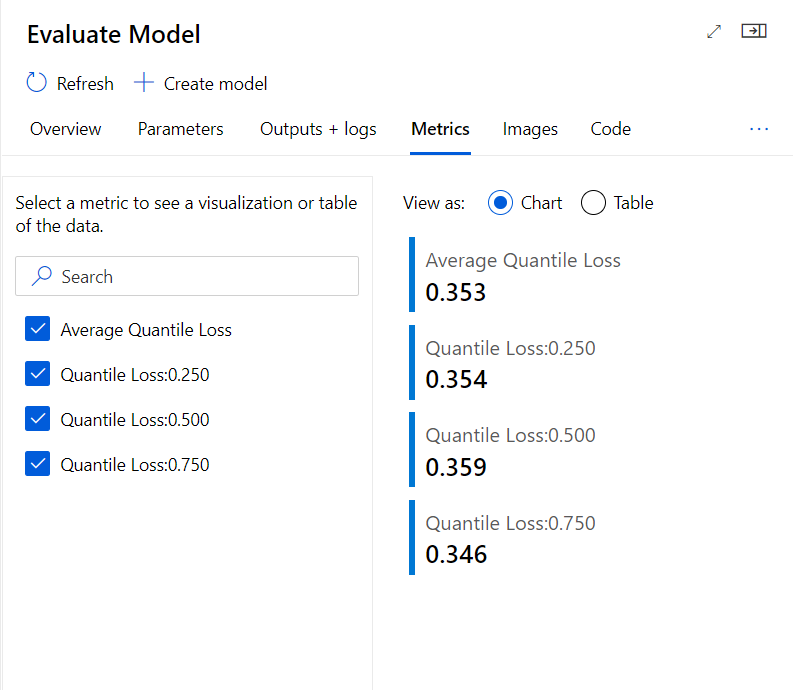 Evaluate Model
Refresh
Create model
Overview
Parameters
Outputs + logs
Metrics
Images
Code
Select a metric to see a visualization or table
of the data.
Search
Average Quantile Loss
Quantile Loss:0.250
Quantile Loss:0.500
Quantile Loss:0.750
View as:
Chart
Table
Average Quantile Loss
0.353
Quantile Loss:0.250
0.354
Quantile Loss:0.500
0.359
Quantile Loss:0.750
0.346